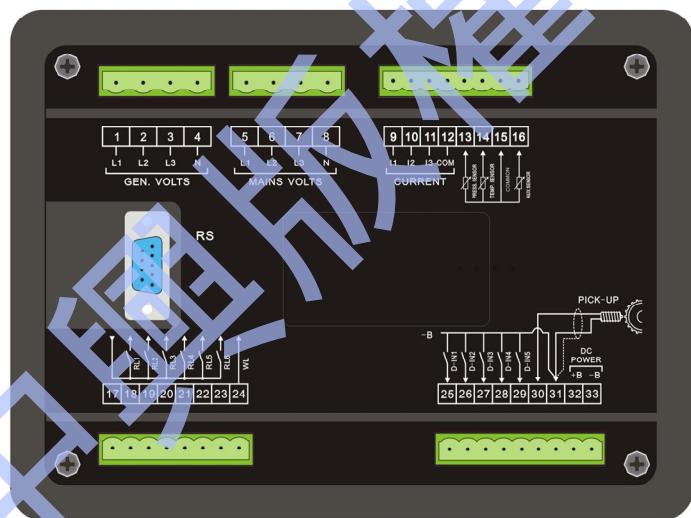 1 2 3 4 5 6 7 8 9 10 11 12 13 14 15 16
L1 L2 L3 N L1 L2 L3 N I1 I2 I3 COM
GEN. VOLTS MAINS VOLTS CURRENT
PRESS. SENSOR TEMP. SENSOR COMMON AUX.SENSOR
RS
PICK-UP
-B
DC
POWER
+B -B
RL1 RL2 RL3 RL4 RL5 RL6 WL D-IN1 D-IN2 D-IN3 D-IN4 D-IN5
17 18 19 20 21 22 23 24 25 26 27 28 29 30 31 32 33